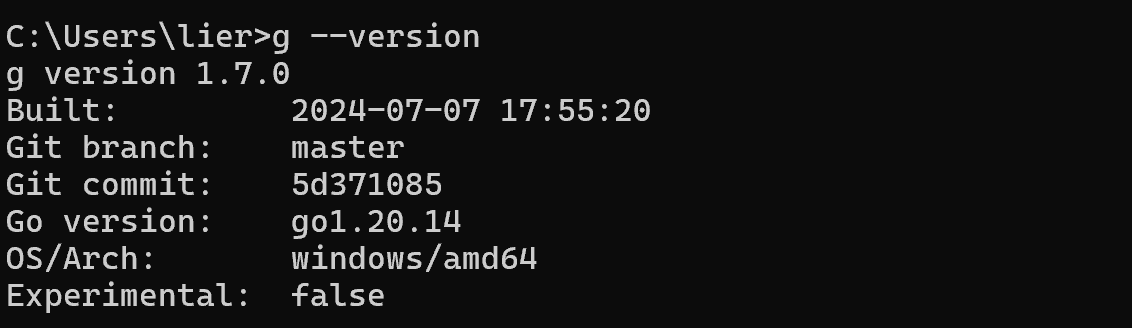 C:\Users\lier>g --version
g version 1.7.0
Built:         2024-07-07 17:55:20
Git branch:    master
Git commit:    5d371085
Go version:    go1.20.14
OS/Arch:       windows/amd64
Experimental:  false